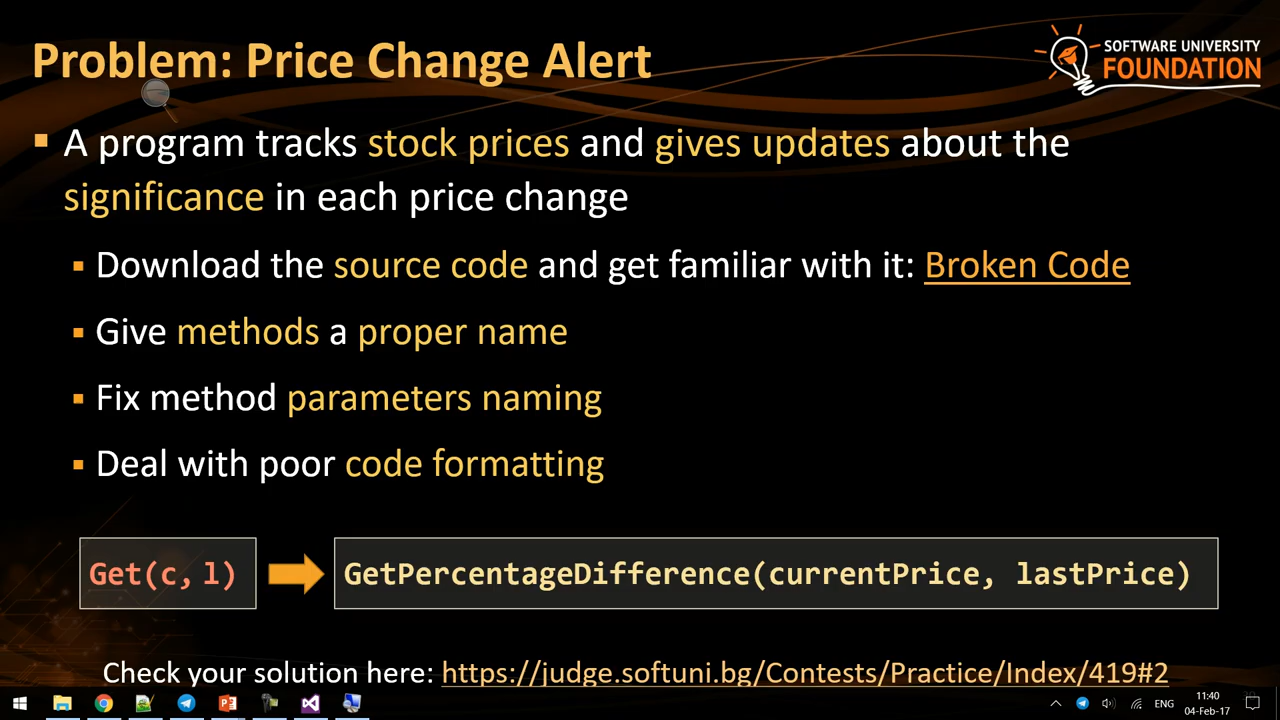 Problem: Price Change Alert
SOFTWARE UNIVERSITY
FOUNDATION
A program tracks stock prices and gives updates about the
significance in each price change
Download the source code and get familiar with it: Broken Code
Give methods a proper name
Fix method parameters naming
Deal with poor code formatting
Get(c, l)
GetPercentageDifference(currentPrice, lastPrice)
Check your solution here: https://judge.softuni.bg/Contests/Practice/Index/419#2
ENG
11:40
04-Feb-17